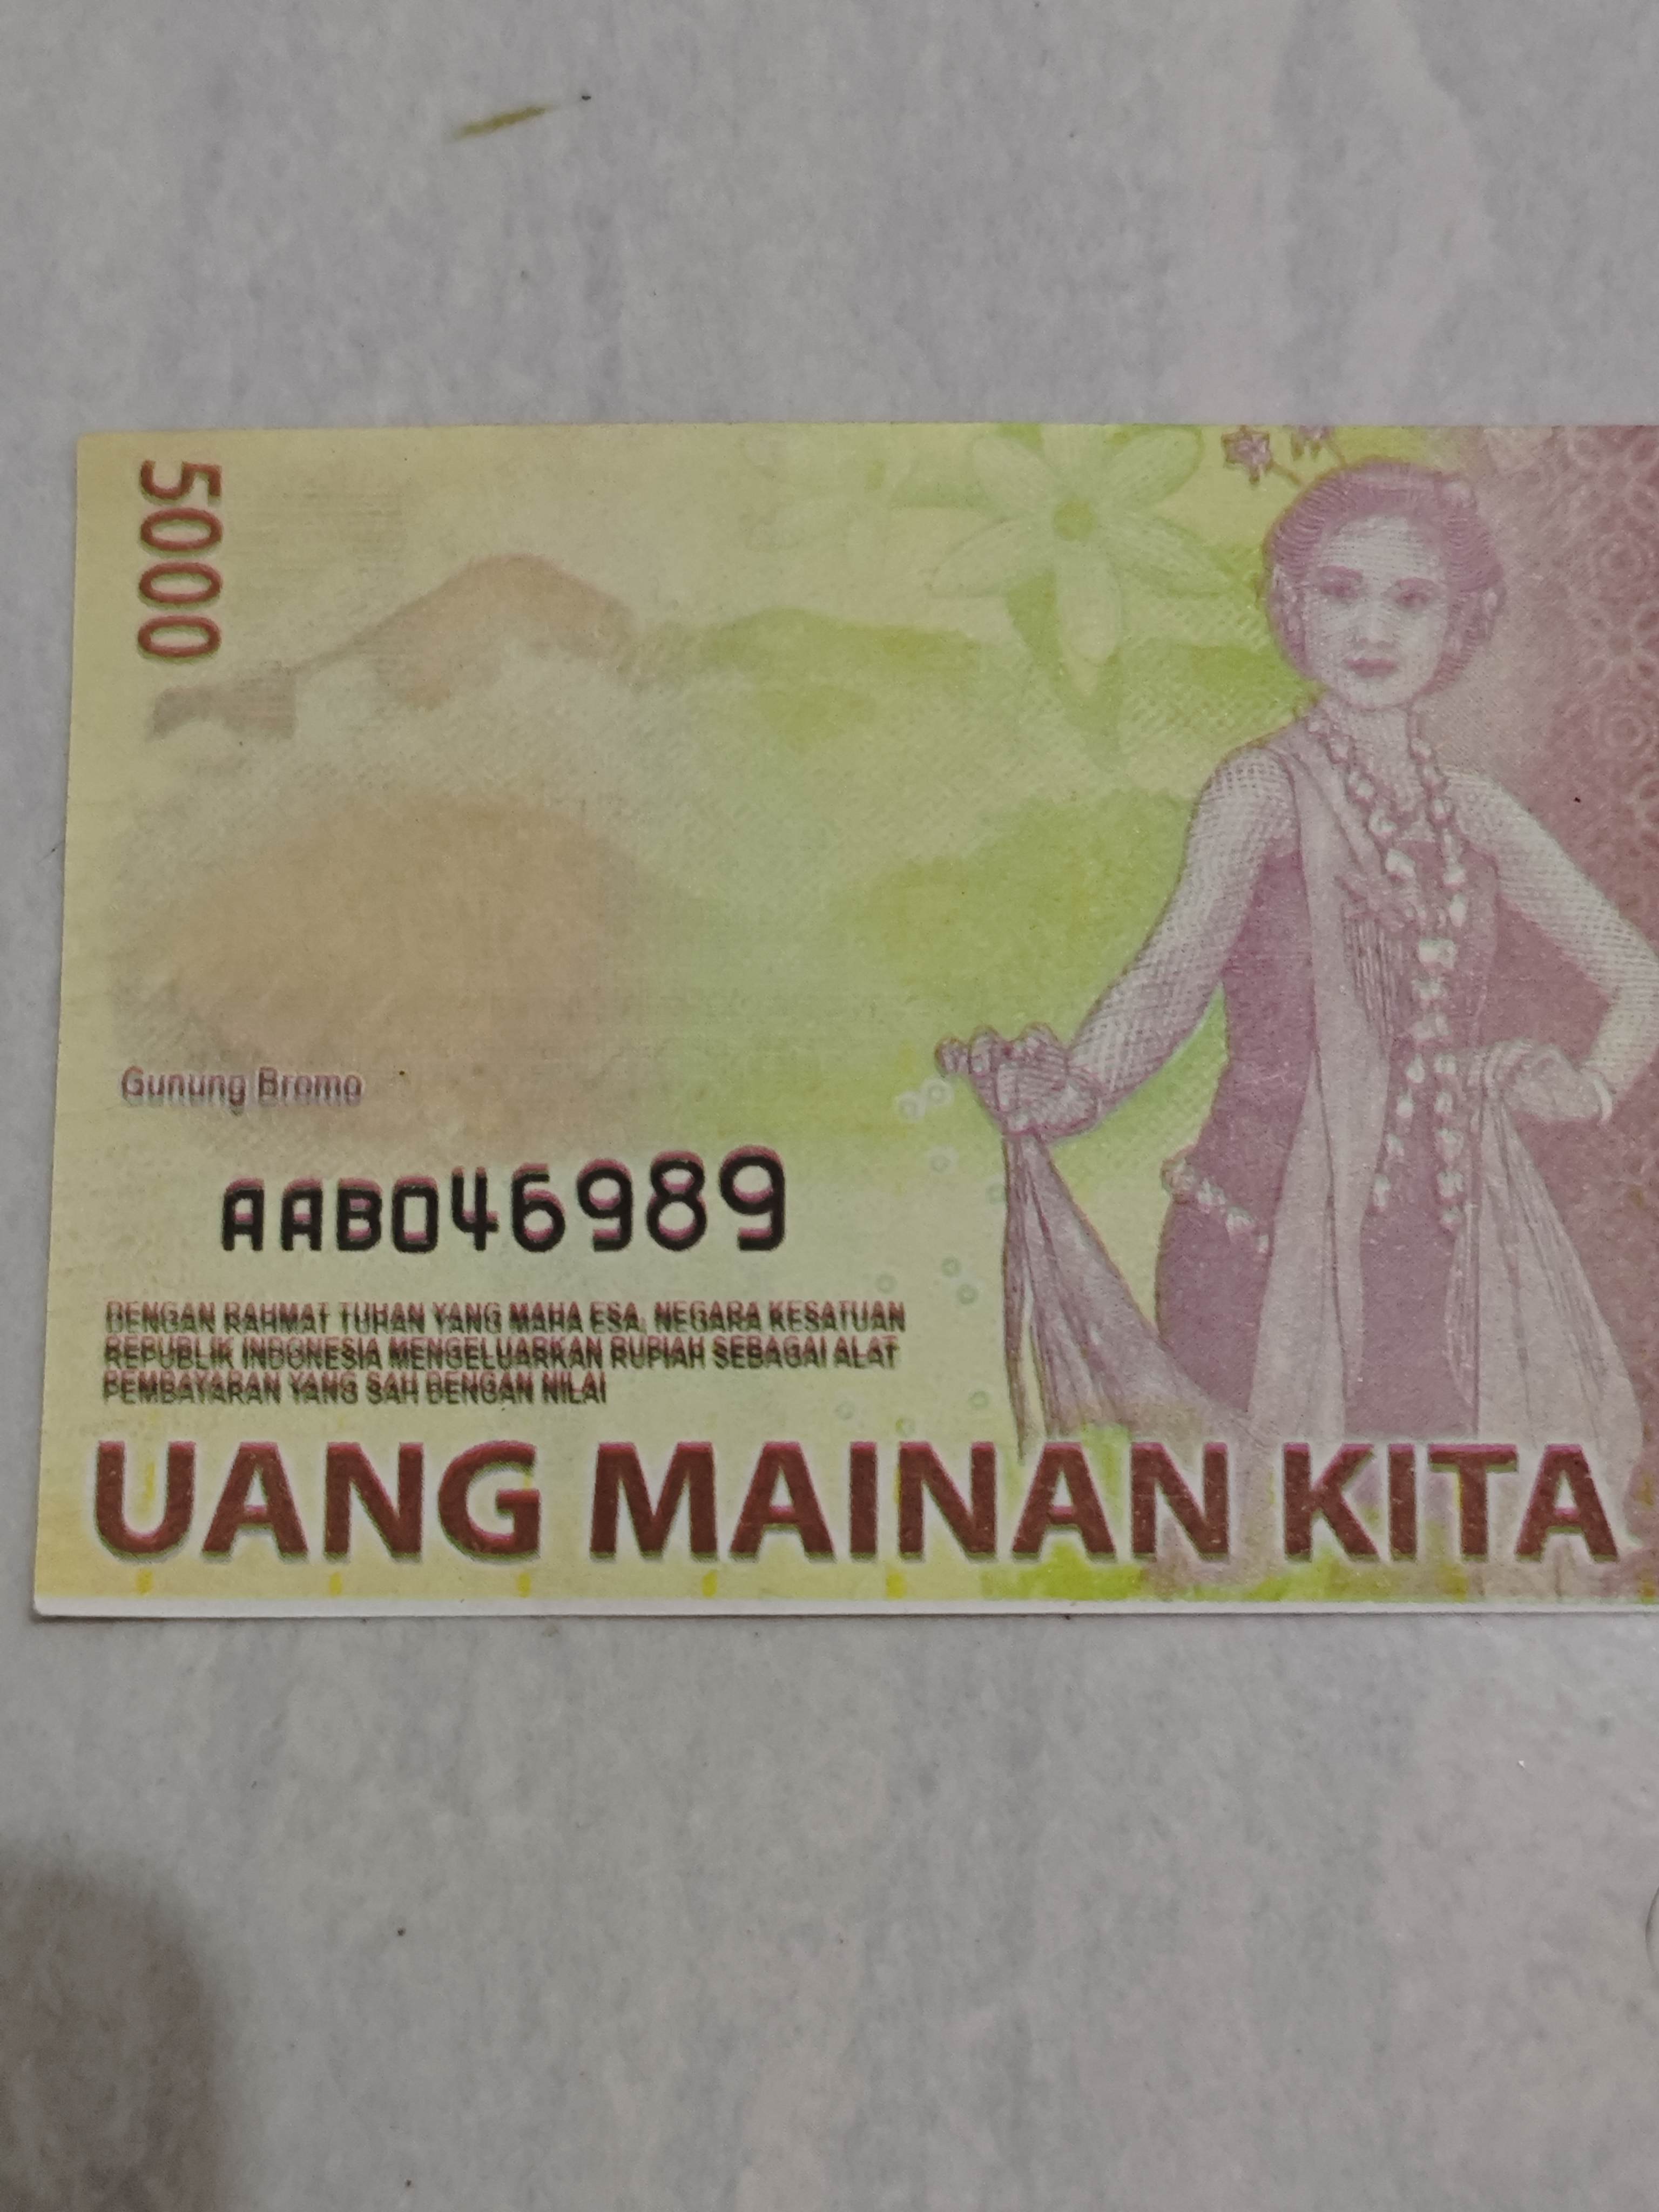 5000
Gunung Bromo
AAB046989
DENGAN RAHMAT TUHAN YANG MAHA ESA, NEGARA KESATUAN
REPUBLIK INDONESIA MENGELUARKAN RUPIAH SEBAGAI ALAT
PEMBAYARAN YANG SAH DENGAN NILAI
UANG MAINAN KITA